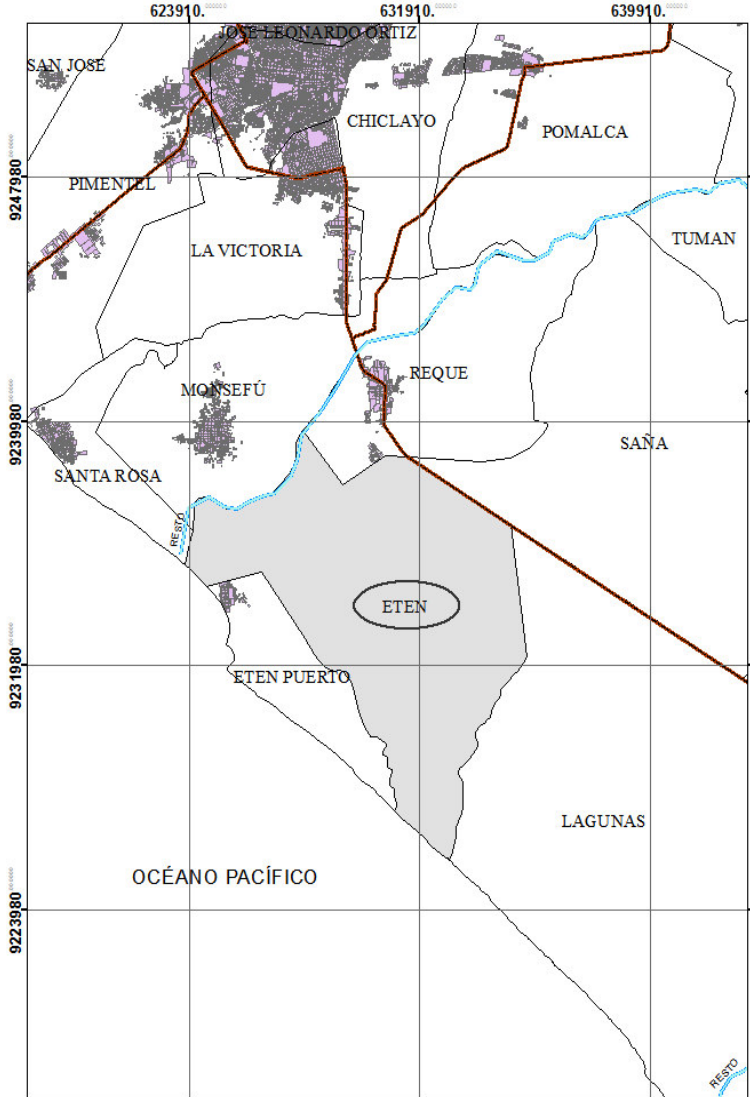 623910.
631910.
639910.
JOSE LEONARDO ORTIZ
SAN JOSE
CHICLAYO
POMALCA
9247980
PIMENTEL
LA VICTORIA
TUMAN
REQUE
MONSEFÚ
9239980
SAÑA
SANTA ROSA
RESTO
ETEN
9231980
ETEN PUERTO
LAGUNAS
OCÉANO PACÍFICO
9223980
RESTO